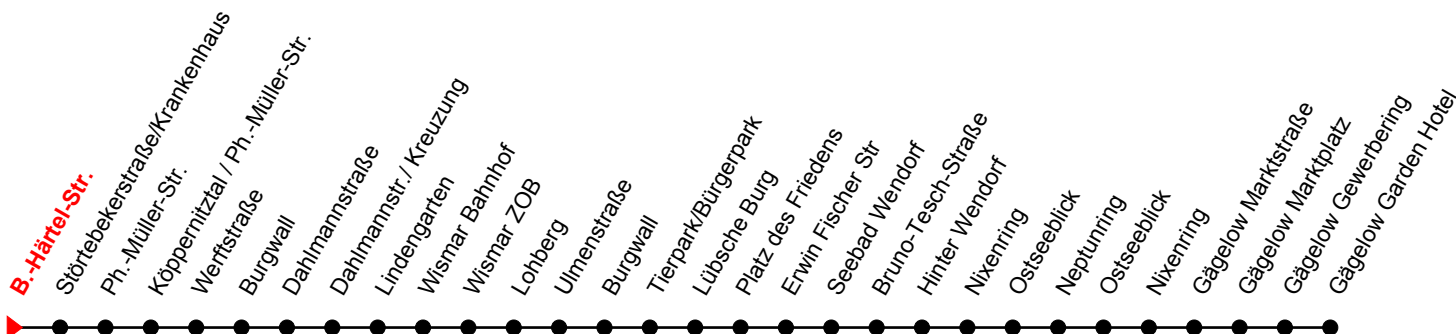 B.-Härtel-Str.
Störtebekerstraße/Krankenhaus
Ph.-Müller-Str.
Köppernitztal / Ph.-Müller-Str.
Werftstraße
Burgwall
Dahlmannstraße
Dahlmannstr./ Kreuzung
Lindengarten
Wismar Bahnhof
Wismar ZOB
Lohberg
Ulmenstraße
Burgwall
Tierpark/Bürgerpark
Lübsche Burg
Platz des Friedens
Erwin Fischer Str
Seebad Wendorf
Bruno-Tesch-Straße
Hinter Wendorf
Nixenring
Ostseeblick
Neptunring
Ostseeblick
Nixenring
Gägelow Marktstraße
Gägelow Marktplatz
Gägelow Gewerbering
Gägelow Garden Hotel